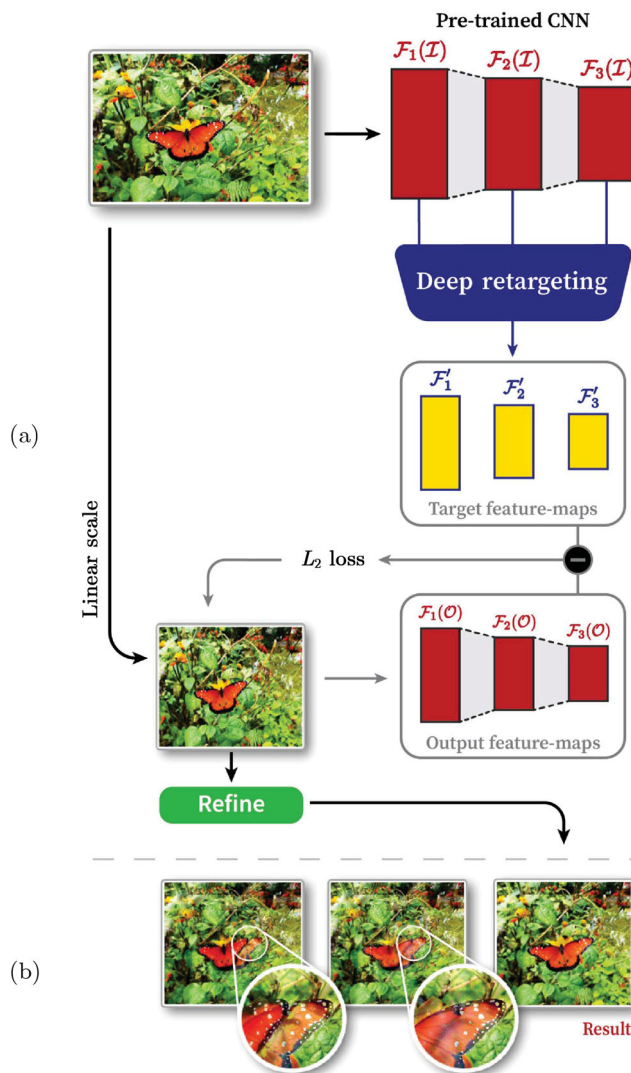 Pre-trained CNN
F₁(I)
F₂(I)
F₃(I)
Deep retargeting
F′₁
F′₂
F′₃
Target feature-maps
(a)
Linear scale
L₂ loss
−
F₁(O)
F₂(O)
F₃(O)
Output feature-maps
Refine
(b)
Result